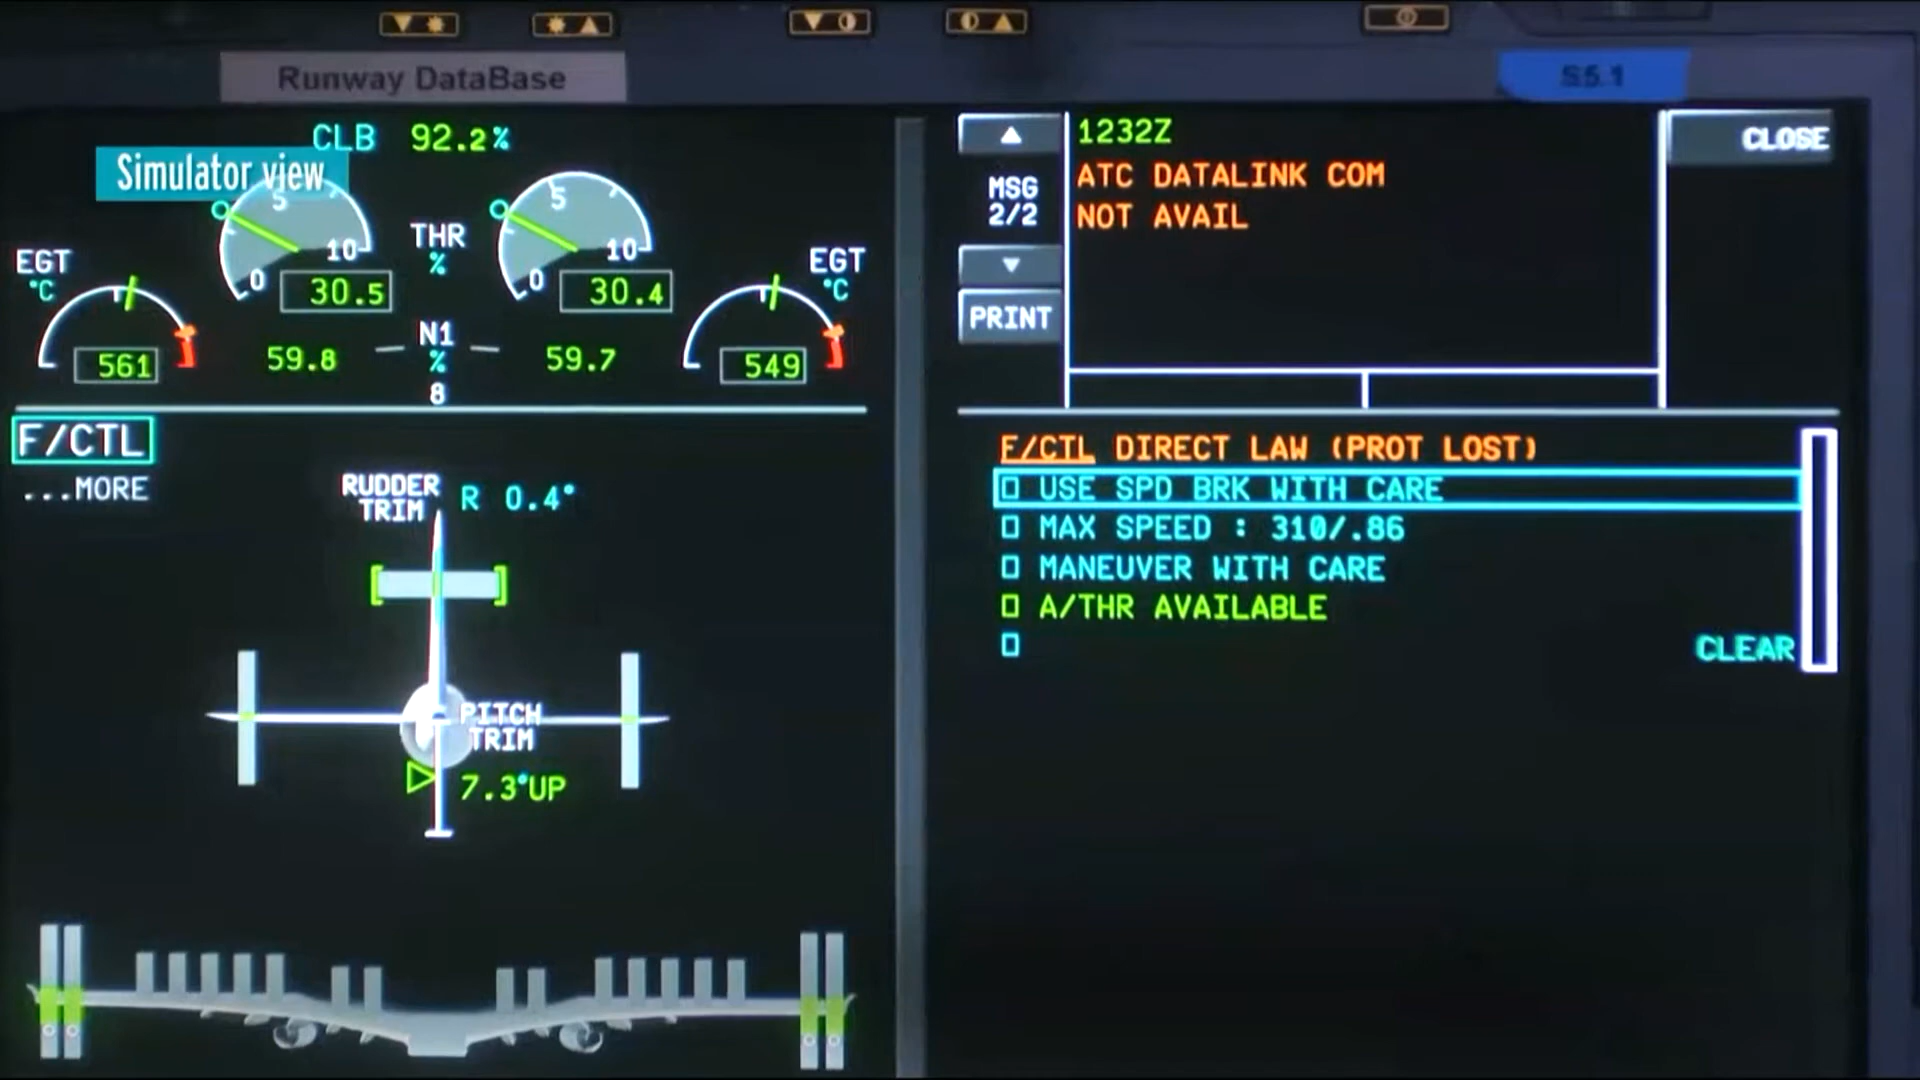 Runway DataBase
S5.1
Simulator view
CLB 92.2%
5
10
0
30.5
THR
%
5
10
0
30.4
EGT
°C
561
59.8
N1
%
8
59.7
EGT
°C
549
F/CTL
...MORE
RUDDER
TRIM
R 0.4°
PITCH
TRIM
7.3°UP
MSG
2/2
PRINT
1232Z
ATC DATALINK COM
NOT AVAIL
CLOSE
F/CTL DIRECT LAW (PROT LOST)
USE SPD BRK WITH CARE
MAX SPEED : 310/.86
MANEUVER WITH CARE
A/THR AVAILABLE
CLEAR